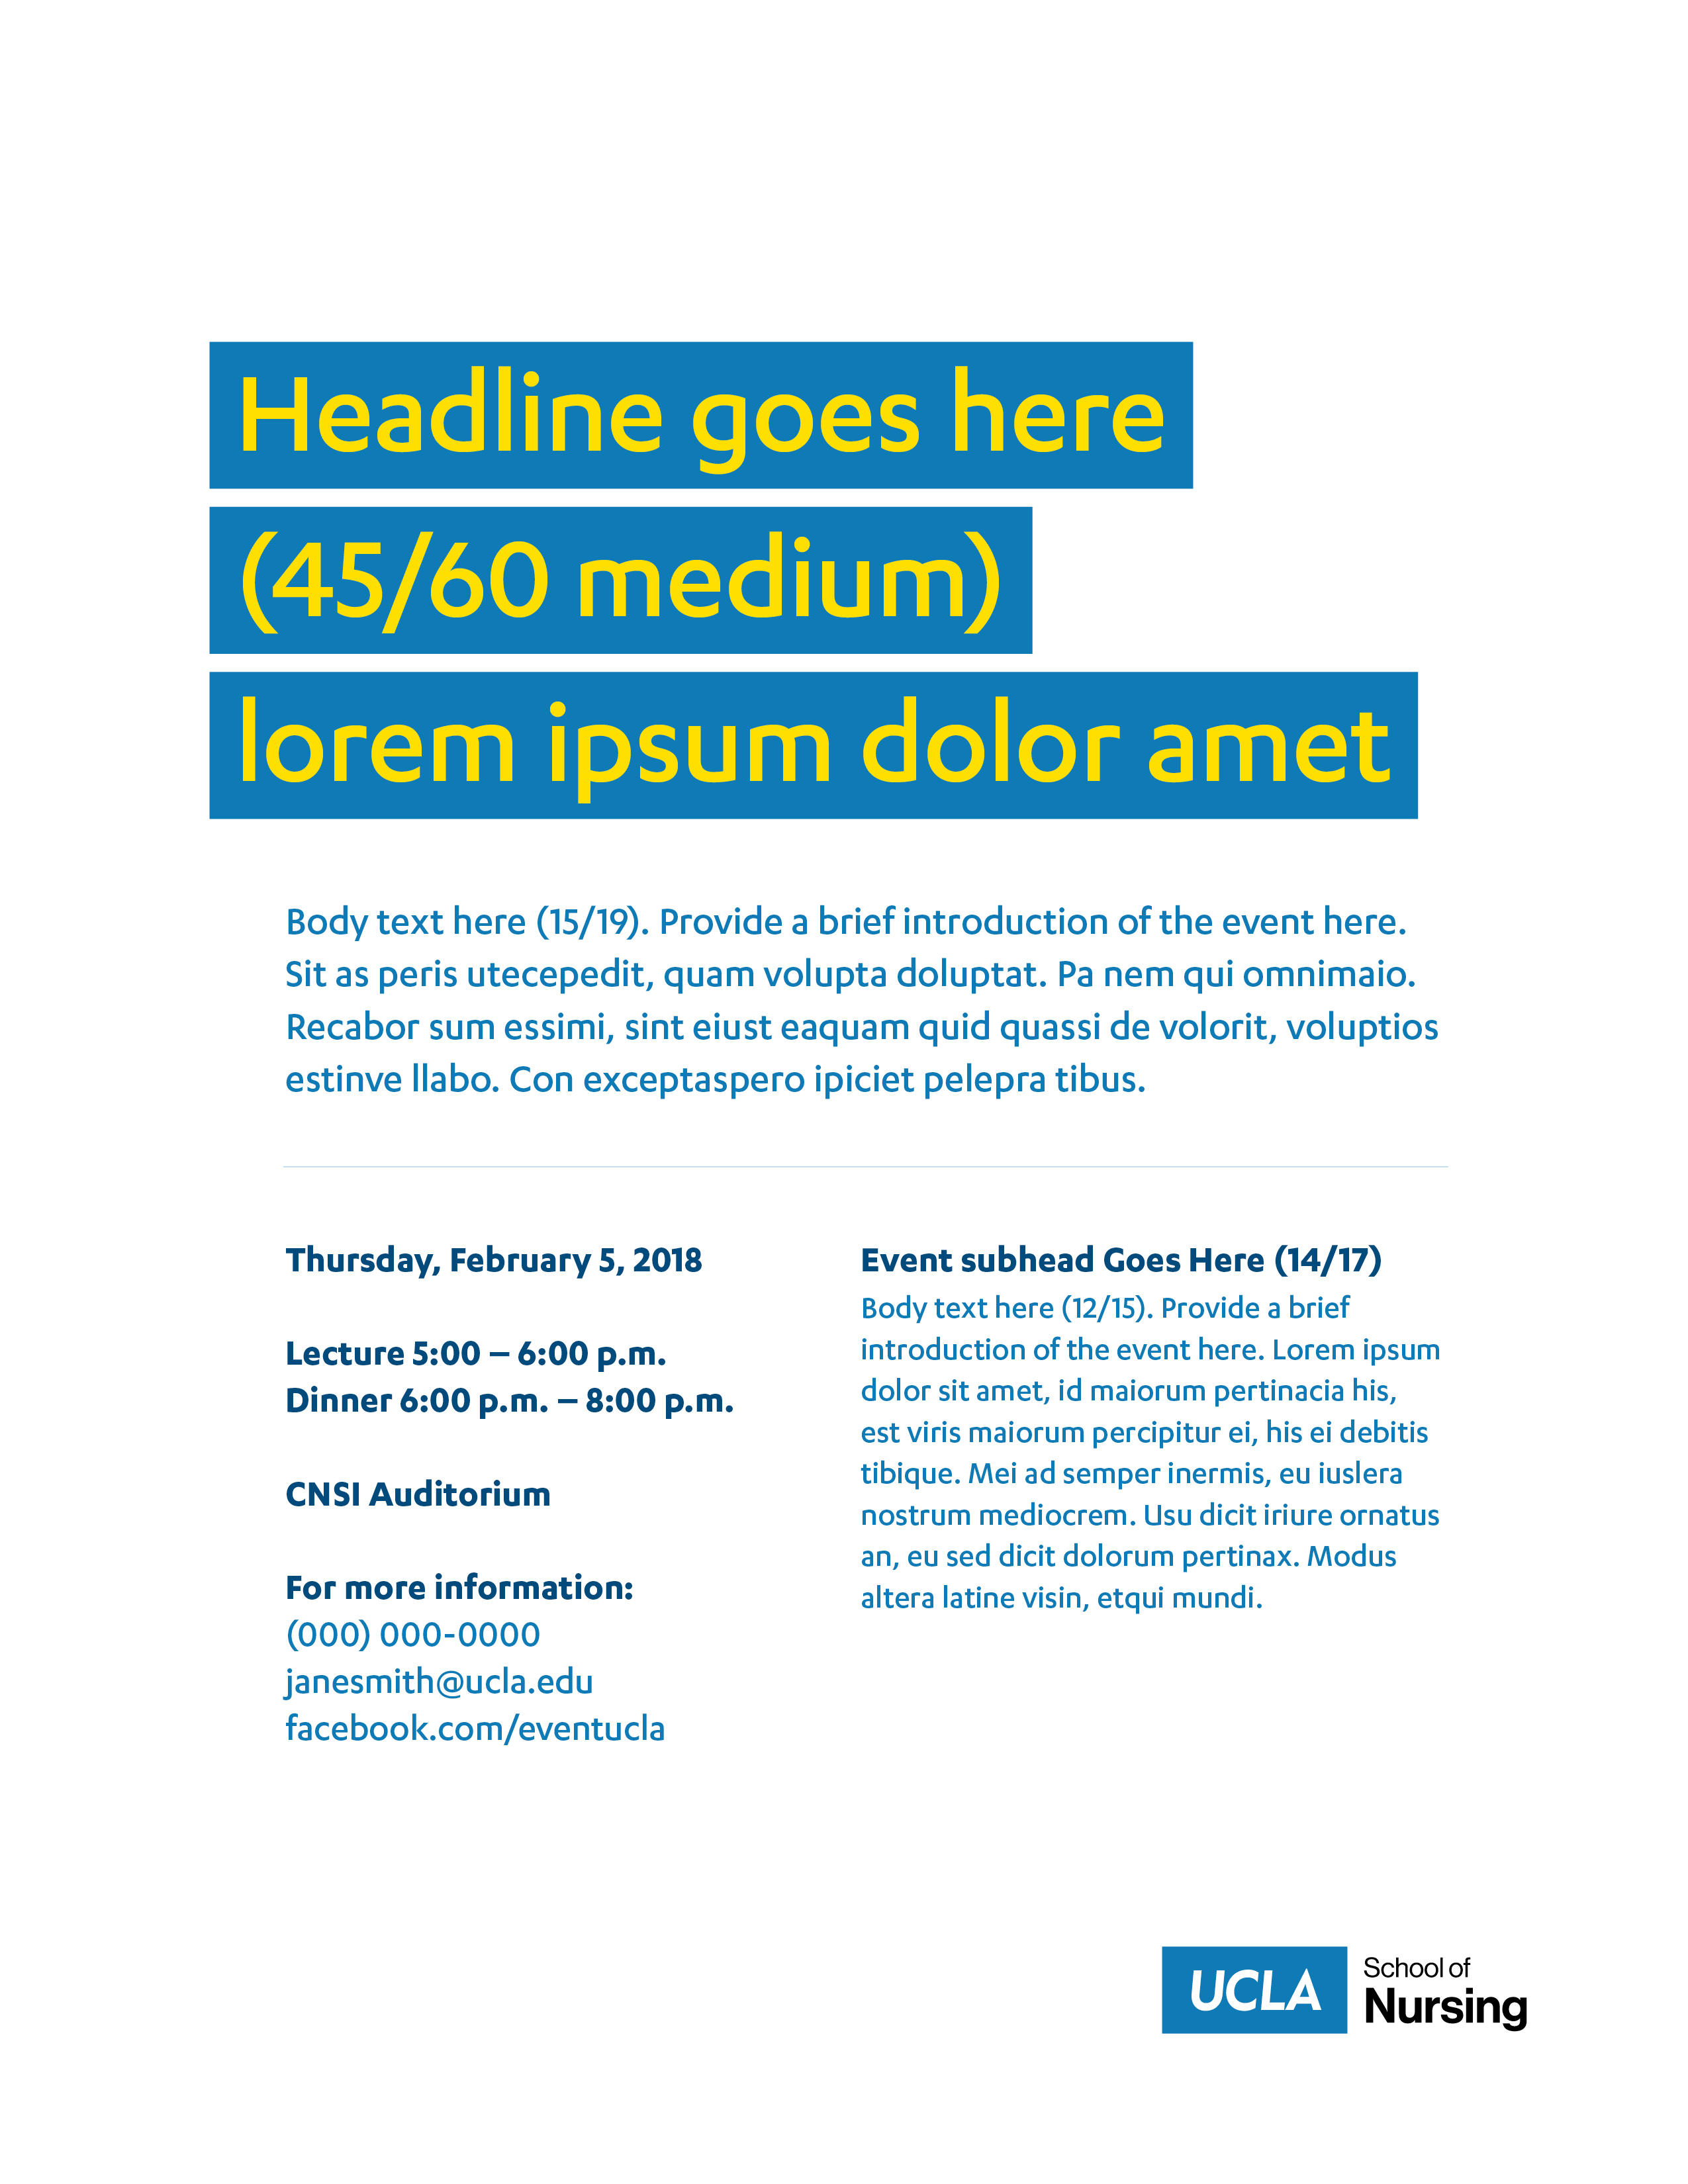 Headline goes here
(45/60 medium)
lorem ipsum dolor amet
Body text here (15/19). Provide a brief introduction of the event here.
Sit as peris utecepedit, quam volupta doluptat. Pa nem qui omnimaio.
Recabor sum essimi, sint eiust eaquam quid quassi de volorit, voluptios
estinve llabo. Con exceptaspero ipiciet pelepra tibus.
Thursday, February 5, 2018
Lecture 5:00 – 6:00 p.m.
Dinner 6:00 p.m. – 8:00 p.m.
CNSI Auditorium
For more information:
(000) 000-0000
janesmith@ucla.edu
facebook.com/eventucla
Event subhead Goes Here (14/17)
Body text here (12/15). Provide a brief
introduction of the event here. Lorem ipsum
dolor sit amet, id maiorum pertinacia his,
est viris maiorum percipitur ei, his ei debitis
tibique. Mei ad semper inermis, eu iuslera
nostrum mediocrem. Usu dicit iriure ornatus
an, eu sed dicit dolorum pertinax. Modus
altera latine visin, etqui mundi.
UCLA
School of
Nursing